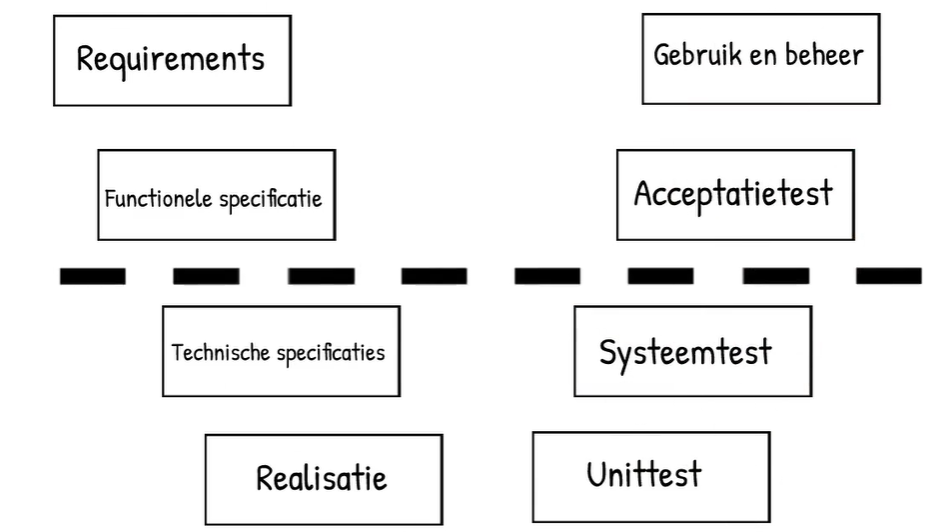 Requirements
Gebruik en beheer
Functionele specificatie
Acceptatietest
Technische specificaties
Systeemtest
Realisatie
Unittest